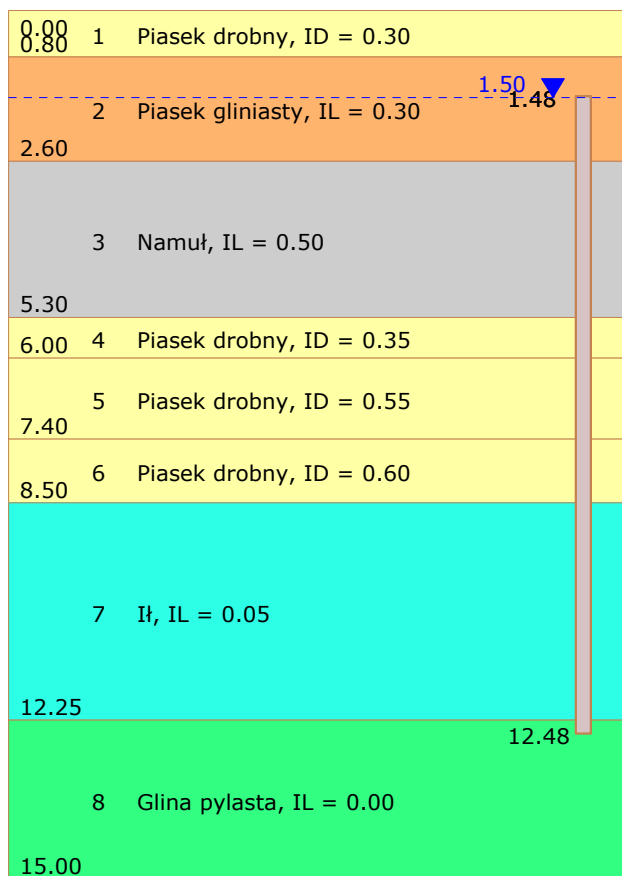 0.00
0.80
1 Piasek drobny, ID = 0.30
1.50
1.48
2 Piasek gliniasty, IL = 0.30
2.60
3 Namuł, IL = 0.50
5.30
4 Piasek drobny, ID = 0.35
6.00
5 Piasek drobny, ID = 0.55
7.40
6 Piasek drobny, ID = 0.60
8.50
7 Ił, IL = 0.05
12.25
12.48
8 Glina pylasta, IL = 0.00
15.00